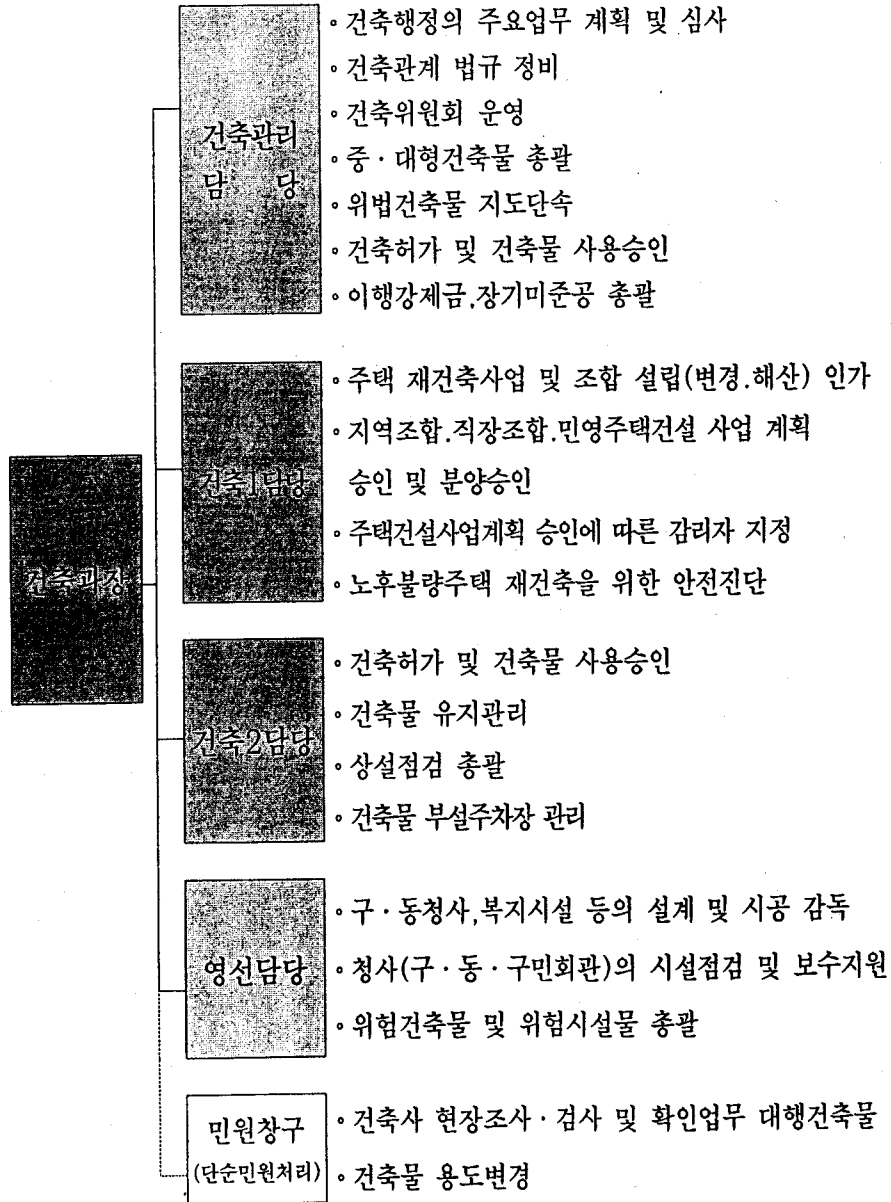 건축과장
건축관리
담 당
◦건축행정의 주요업무 계획 및 심사
◦건축관계 법규 정비
◦건축위원회 운영
◦중·대형건축물 총괄
◦위법건축물 지도단속
◦건축허가 및 건축물 사용승인
◦이행강제금,장기미준공 총괄
건축1담당
◦주택 재건축사업 및 조합 설립(변경.해산) 인가
◦지역조합.직장조합.민영주택건설 사업 계획
승인 및 분양승인
◦주택건설사업계획 승인에 따른 감리자 지정
◦노후불량주택 재건축을 위한 안전진단
건축2담당
◦건축허가 및 건축물 사용승인
◦건축물 유지관리
◦상설점검 총괄
◦건축물 부설주차장 관리
영선담당
◦구·동청사,복지시설 등의 설계 및 시공 감독
◦청사(구·동·구민회관)의 시설점검 및 보수지원
◦위험건축물 및 위험시설물 총괄
민원창구
(단순민원처리)
◦건축사 현장조사·검사 및 확인업무 대행건축물
◦건축물 용도변경